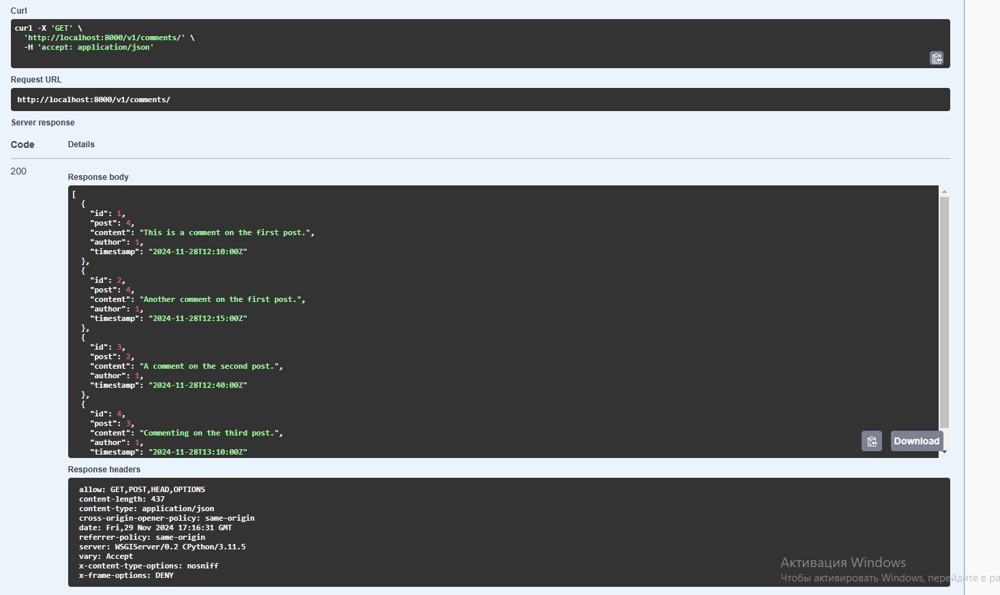 Curl
curl -X 'GET' \
  'http://localhost:8000/v1/comments/' \
  -H 'accept: application/json'
Request URL
http://localhost:8000/v1/comments/
Server response
Code Details
200
Response body
[
  {
    "id": 1,
    "post": 4,
    "content": "This is a comment on the first post.",
    "author": 1,
    "timestamp": "2024-11-28T12:10:00Z"
  },
  {
    "id": 2,
    "post": 4,
    "content": "Another comment on the first post.",
    "author": 1,
    "timestamp": "2024-11-28T12:15:00Z"
  },
  {
    "id": 3,
    "post": 2,
    "content": "A comment on the second post.",
    "author": 1,
    "timestamp": "2024-11-28T12:40:00Z"
  },
  {
    "id": 4,
    "post": 3,
    "content": "Commenting on the third post.",
    "author": 1,
    "timestamp": "2024-11-28T13:10:00Z"
Download
Response headers
allow: GET,POST,HEAD,OPTIONS
content-length: 437
content-type: application/json
cross-origin-opener-policy: same-origin
date: Fri,29 Nov 2024 17:16:31 GMT
referrer-policy: same-origin
server: WSGIServer/0.2 CPython/3.11.5
vary: Accept
x-content-type-options: nosniff
x-frame-options: DENY
Активация Windows
Чтобы активировать Windows, перейдите в ра